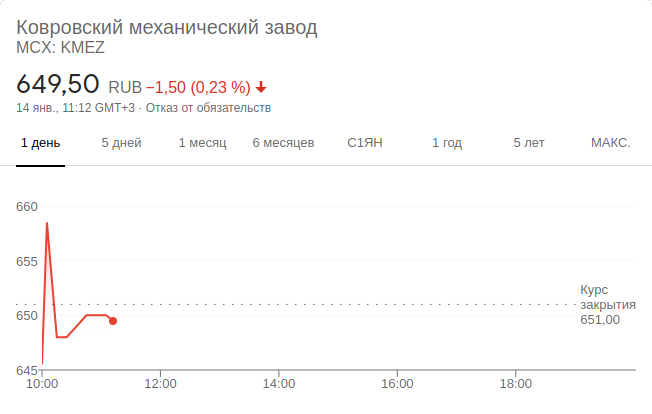 Ковровский механический завод
MCX: KMEZ
649,50 RUB −1,50 (0,23 %)
14 янв., 11:12 GMT+3 · Отказ от обязательств
1 день 5 дней 1 месяц 6 месяцев С1ЯН 1 год 5 лет МАКС.
660
655
Курс
закрытия
651,00
650
645
10:00 12:00 14:00 16:00 18:00